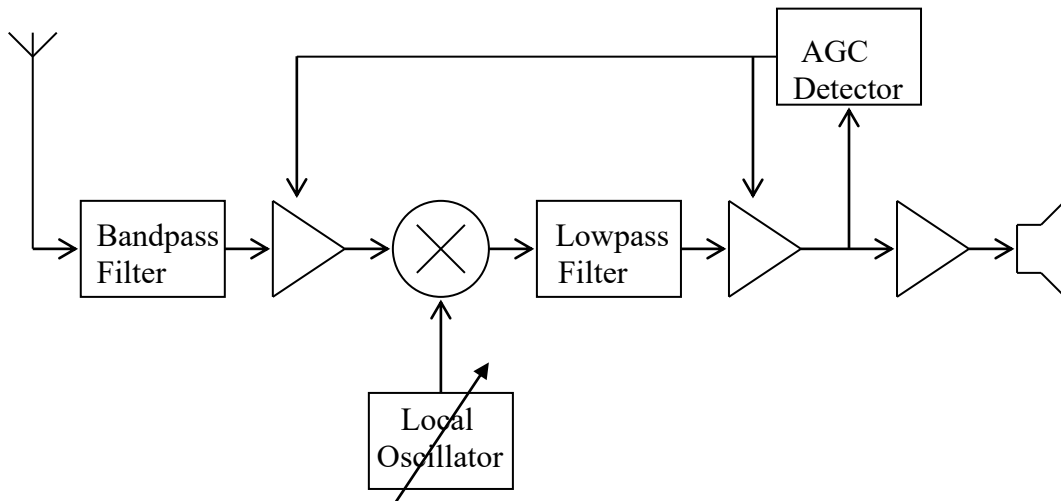 AGC
Detector
Bandpass
Filter
Lowpass
Filter
Local
Oscillator